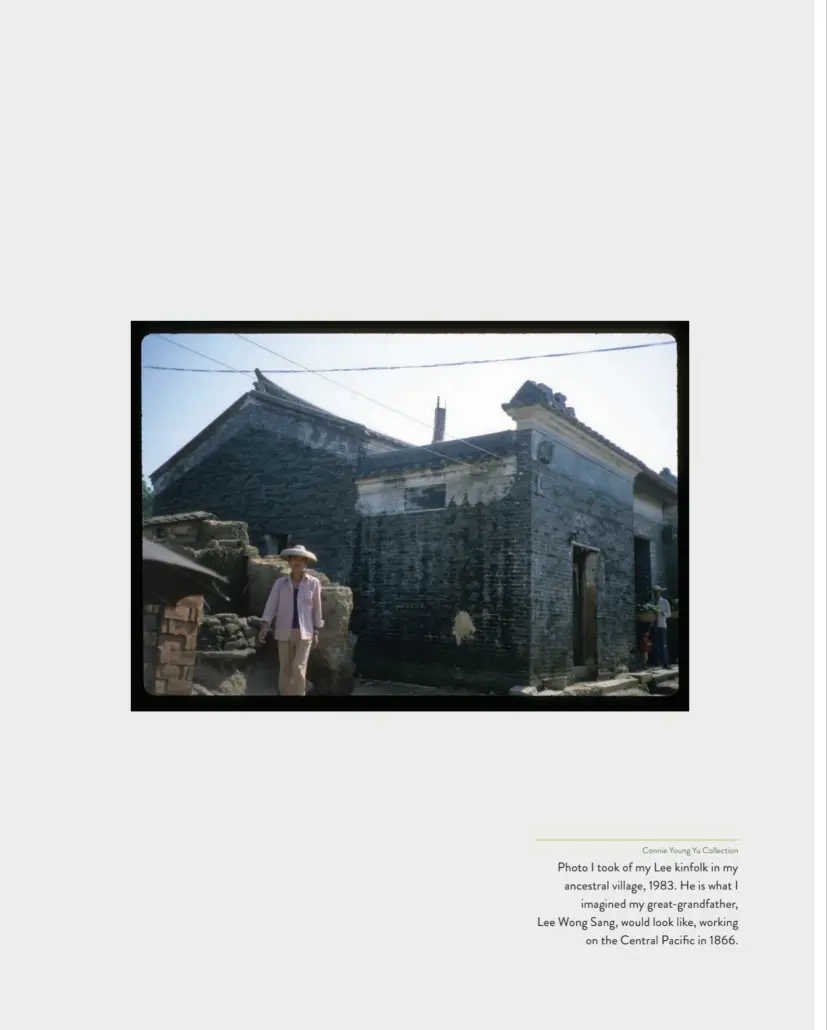 Connie Young Yu Collection
Photo I took of my Lee kinfolk in my
ancestral village, 1983. He is what I
imagined my great-grandfather,
Lee Wong Sang, would look like, working
on the Central Pacific in 1866.